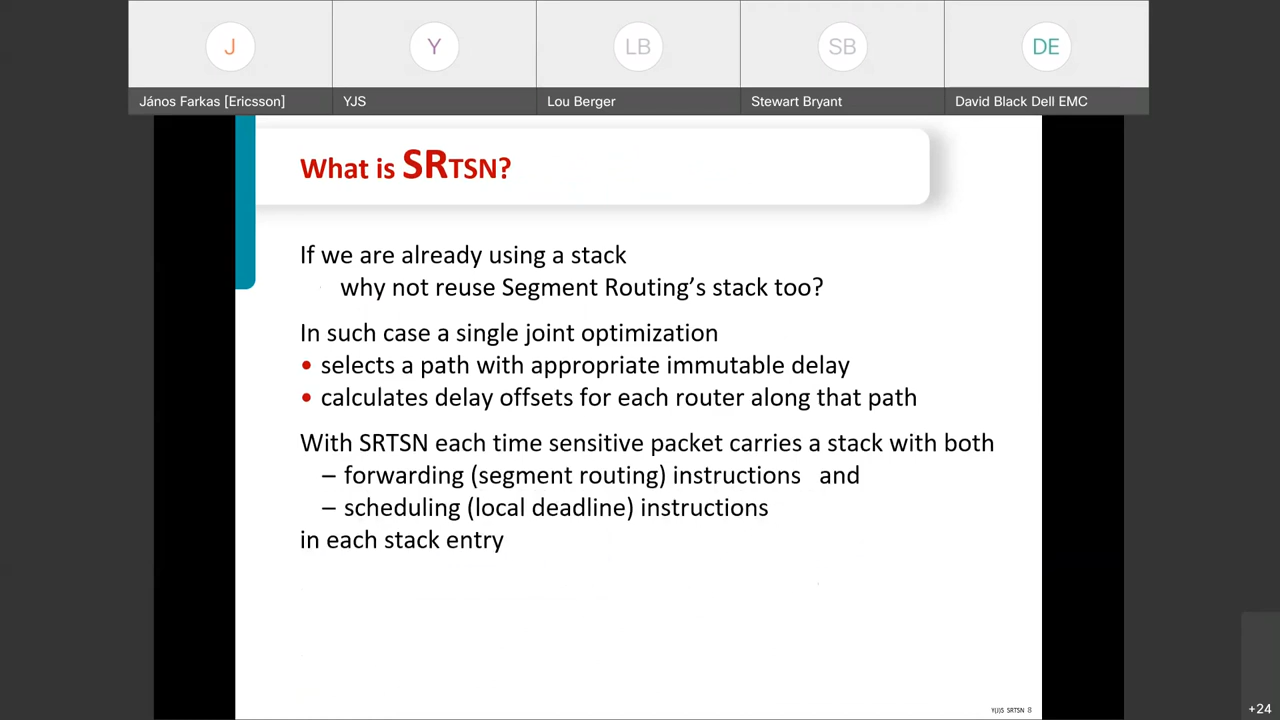 J
Y
LB
SB
DE
János Farkas [Ericsson]
YJS
Lou Berger
Stewart Bryant
David Black Dell EMC
What is SRTSN?
If we are already using a stack
why not reuse Segment Routing’s stack too?
In such case a single joint optimization
• selects a path with appropriate immutable delay
• calculates delay offsets for each router along that path
With SRTSN each time sensitive packet carries a stack with both
– forwarding (segment routing) instructions and
– scheduling (local deadline) instructions
in each stack entry
Y(J)S SRTSN 8
+24